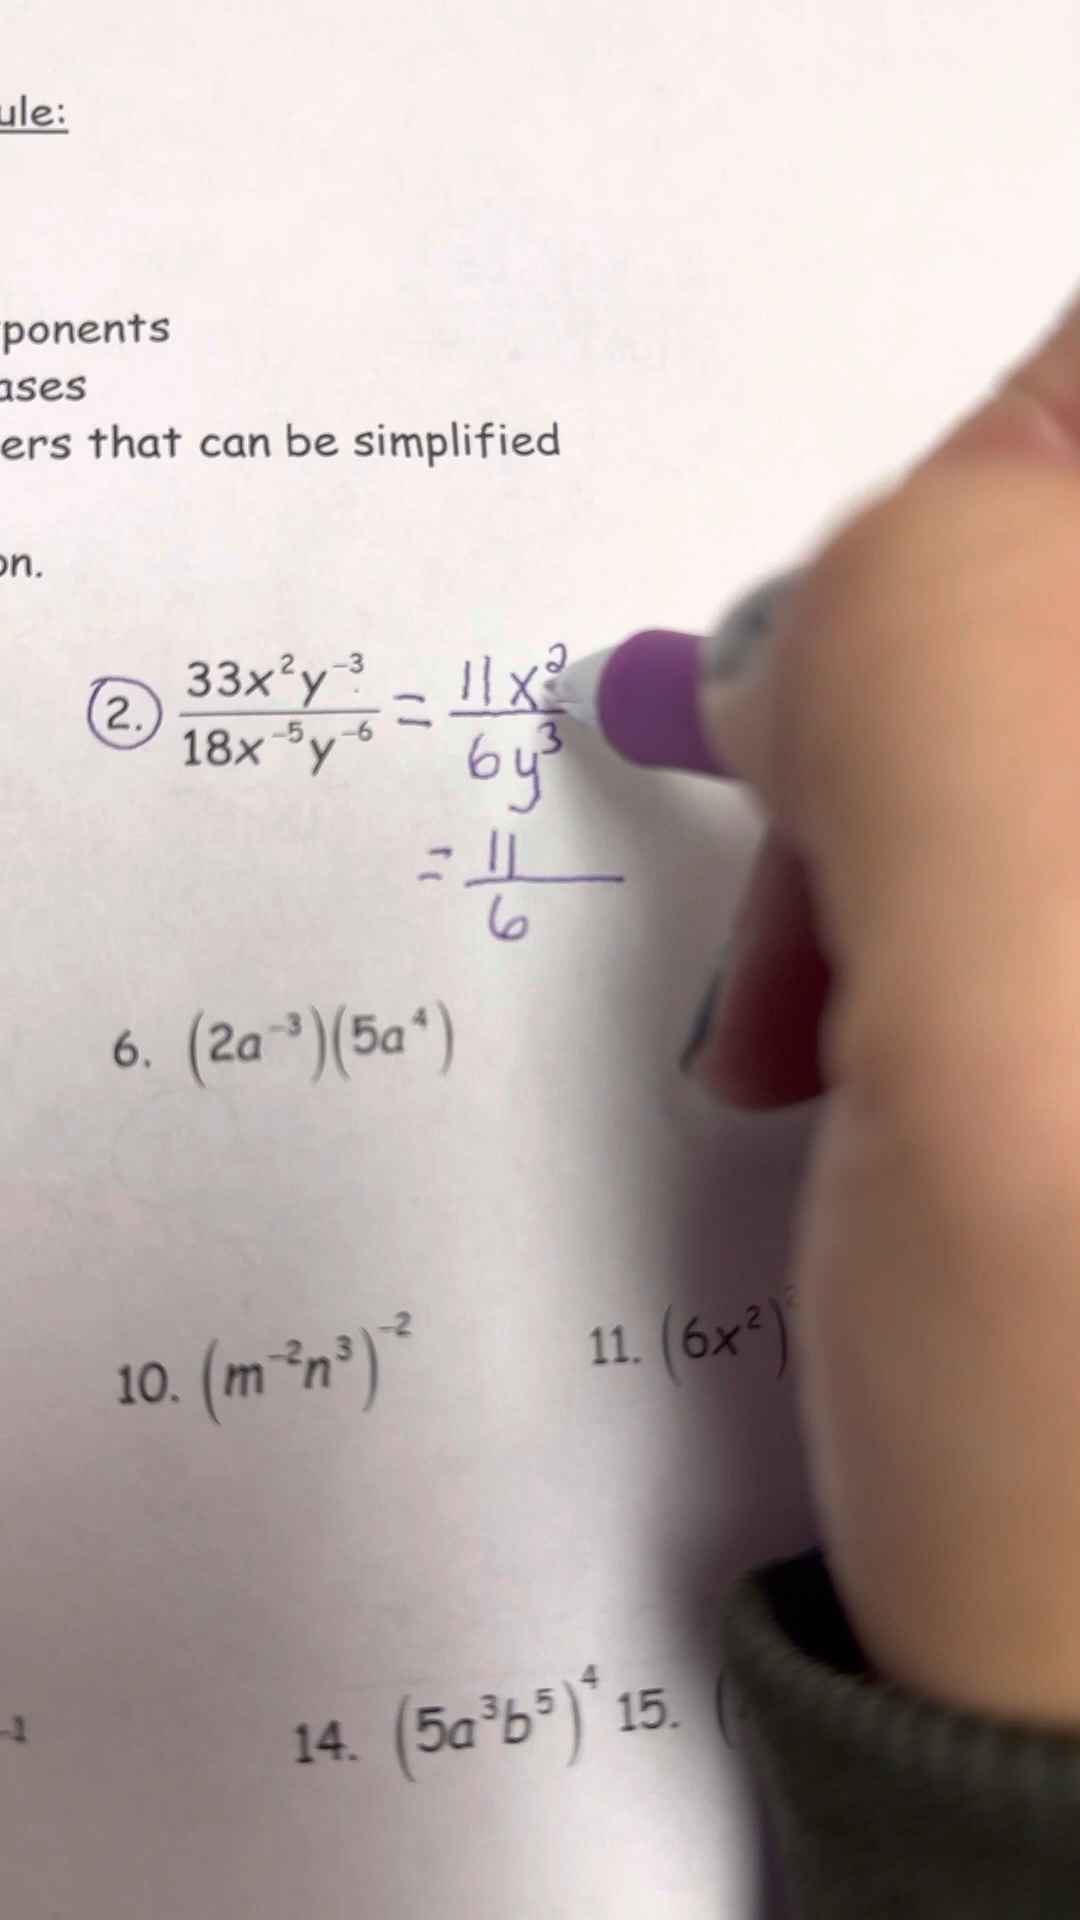 ule:
ponents
ases
ers that can be simplified
on.
2. 33x²y⁻³ / 18x⁻⁵y⁻⁶ = 11x² / 6y³
= 11 / 6
6. (2a⁻³)(5a⁴)
10. (m⁻²n³)⁻² 11. (6x²)
-1 14. (5a³b⁵)⁴ 15. (